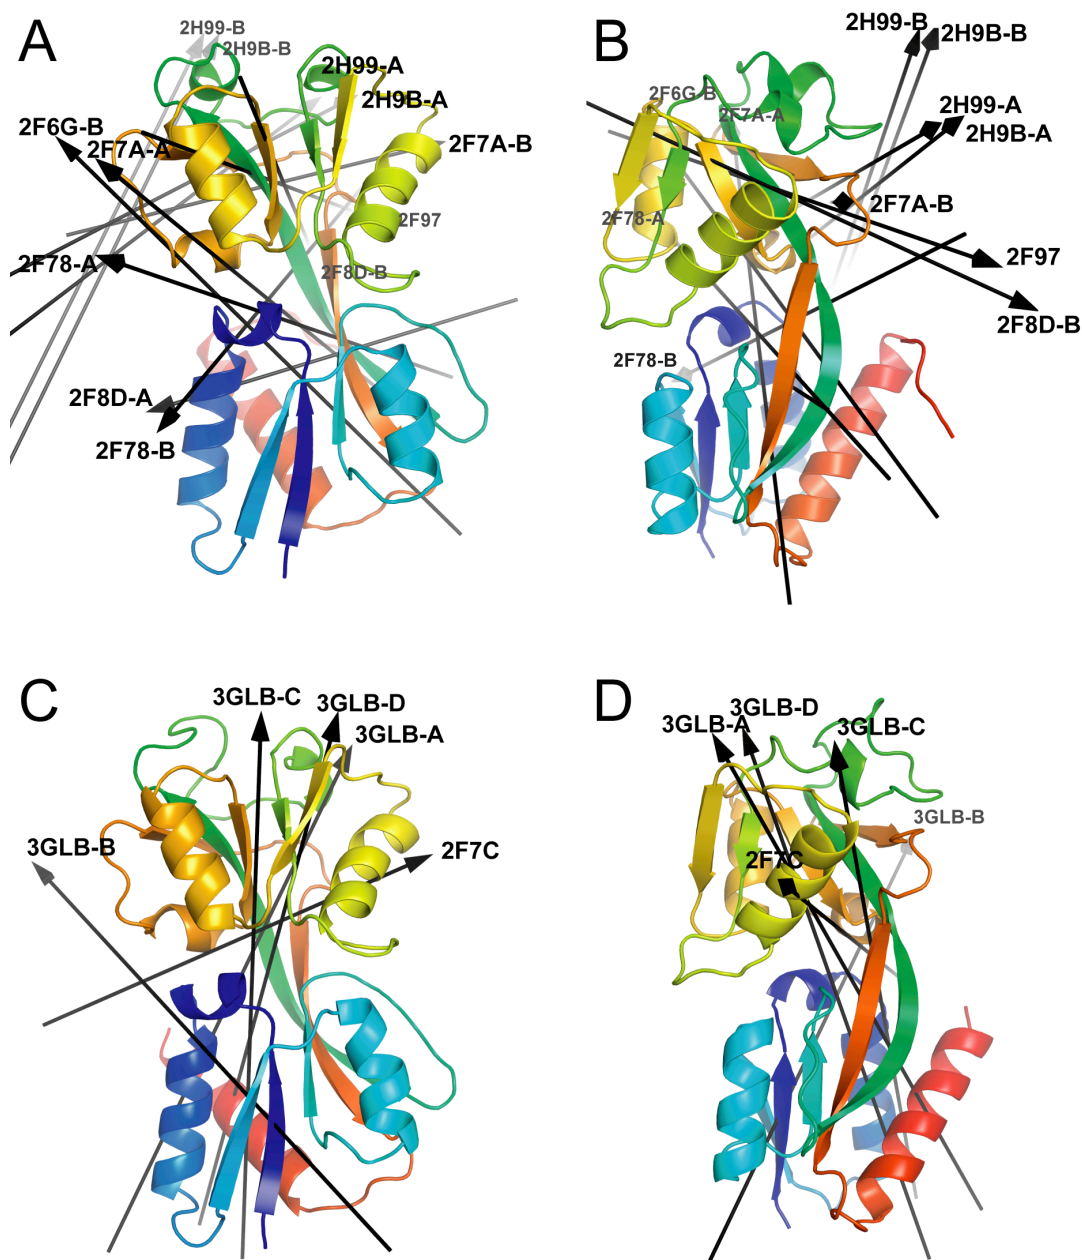 A
2H99-B
2H9B-B
2H99-A
2H9B-A
2F6G-B
2F7A-A
2F7A-B
2F97
2F78-A
2F8D-B
2F8D-A
2F78-B
B
2H99-B
2H9B-B
2F6G-B
2F7A-A
2H99-A
2H9B-A
2F7A-B
2F78-A
2F97
2F8D-B
2F78-B
C
3GLB-C
3GLB-D
3GLB-A
3GLB-B
2F7C
D
3GLB-A
3GLB-D
3GLB-C
3GLB-B
2F7C